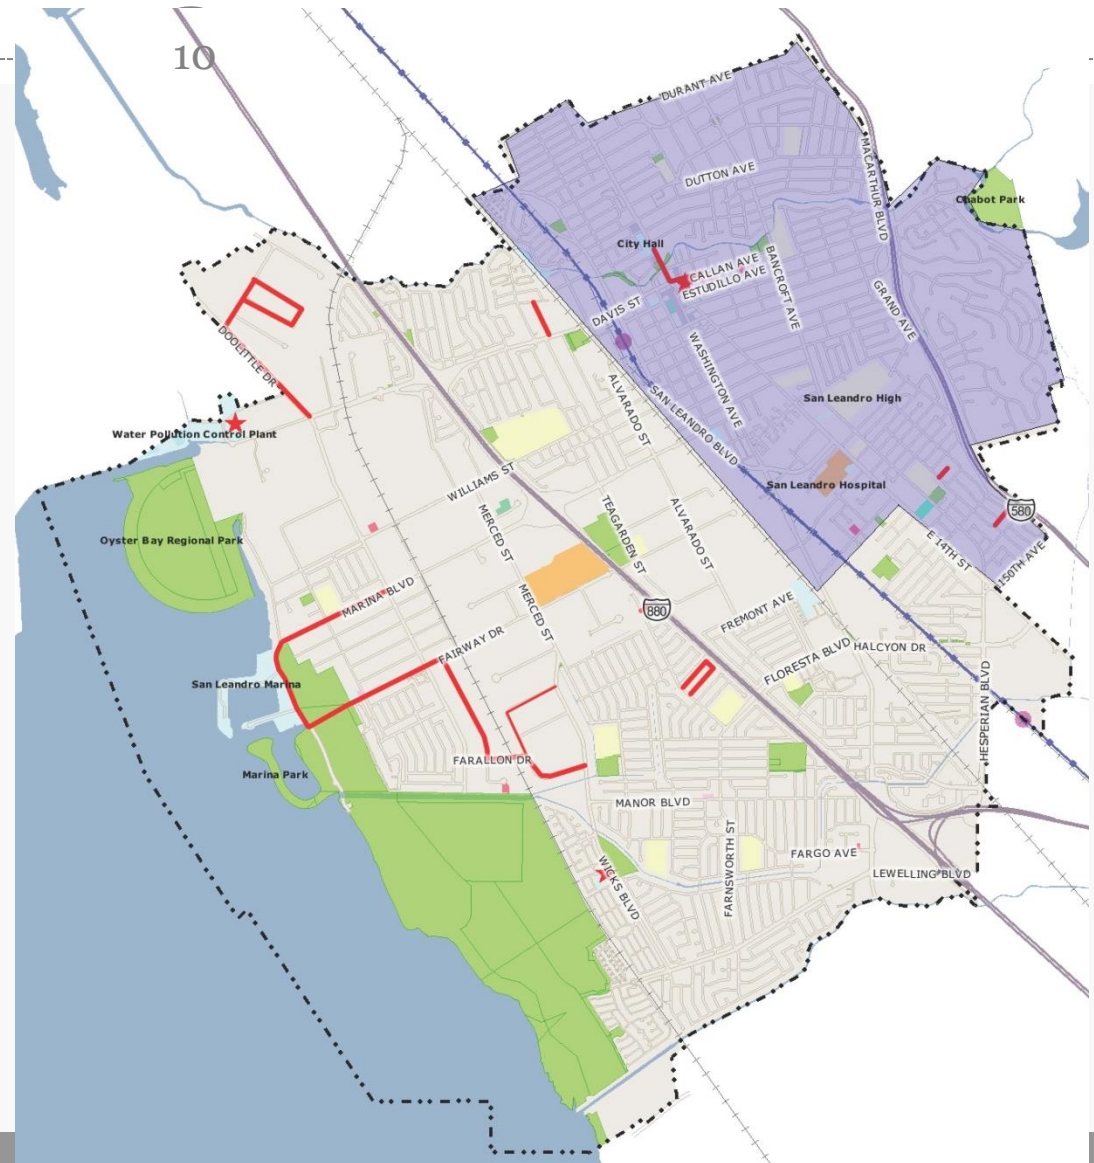 10
DURANT AVE
MACARTHUR BLVD
DUTTON AVE
Chabot Park
City Hall
CALLAN AVE
ESTUDILLO AVE
BANCROFT AVE
GRAND AVE
DAVIS ST
DOOLITTLE DR
WASHINGTON AVE
ALVARADO ST
SAN LEANDRO BLVD
San Leandro High
Water Pollution Control Plant
WILLIAMS ST
San Leandro Hospital
MERCED ST
TEAGARDEN ST
ALVARADO ST
580
Oyster Bay Regional Park
E 14TH ST
150TH AVE
MARINA BLVD
MERCED ST
880
FREMONT AVE
FAIRWAY DR
FLORESTA BLVD
HALCYON DR
San Leandro Marina
HESPERIAN BLVD
FARALLON DR
Marina Park
MANOR BLVD
FARNSWORTH ST
FARGO AVE
WICKS BLVD
LEWELLING BLVD